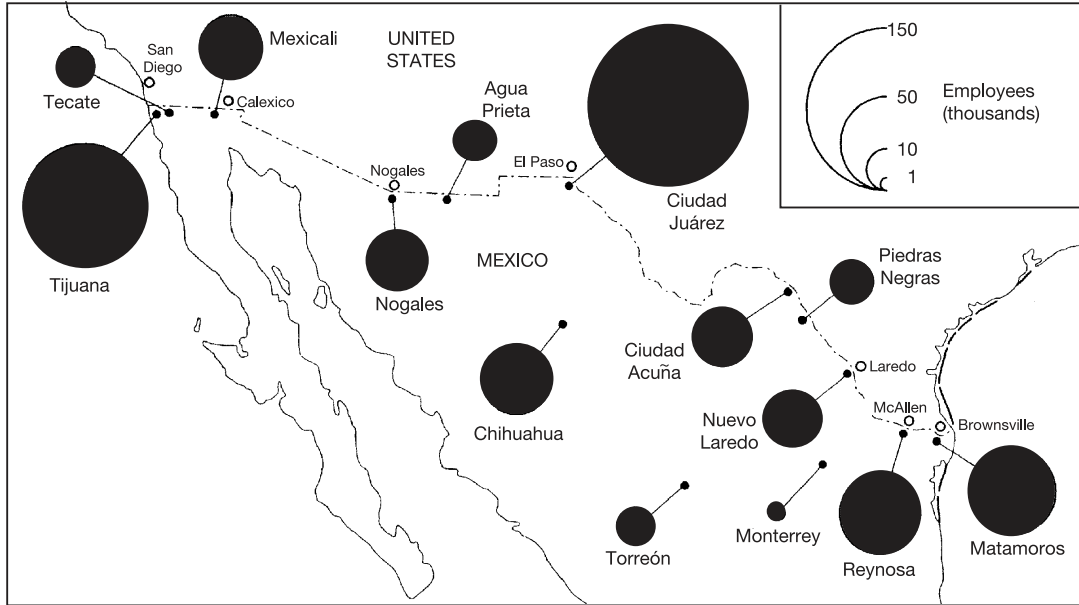 Mexicali
UNITED
STATES
San
Diego
Tecate
Calexico
Agua
Prieta
150
50
10
1
Employees
(thousands)
El Paso
Ciudad
Juárez
Nogales
Tijuana
Nogales
MEXICO
Piedras
Negras
Ciudad
Acuña
Chihuahua
Laredo
Nuevo
Laredo
McAllen
Brownsville
Torreón
Monterrey
Reynosa
Matamoros